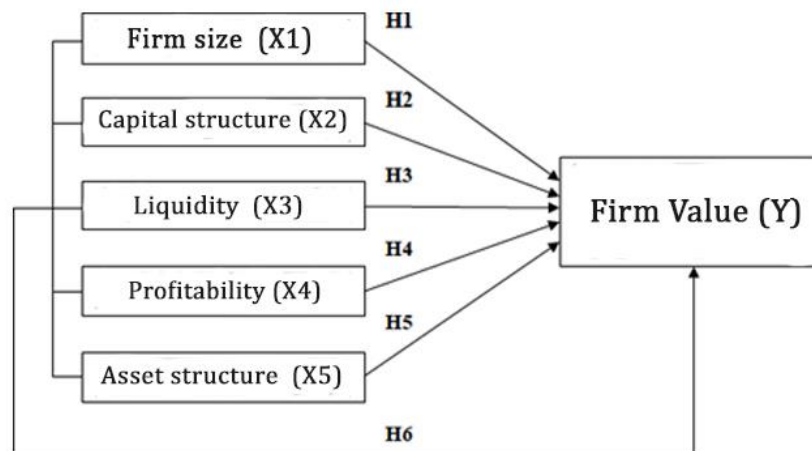 H1
Firm size (X1)
H2
Capital structure (X2)
H3
Liquidity (X3)
Firm Value (Y)
H4
Profitability (X4)
H5
Asset structure (X5)
H6